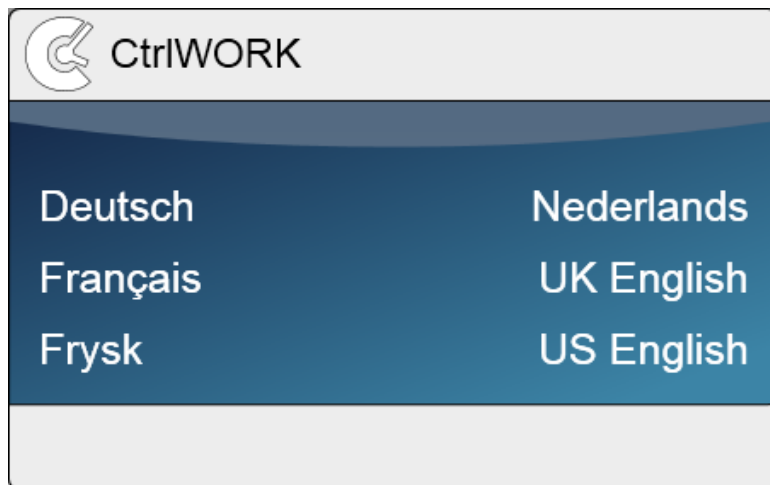 CtrlWORK
Deutsch Nederlands
Français UK English
Frysk US English